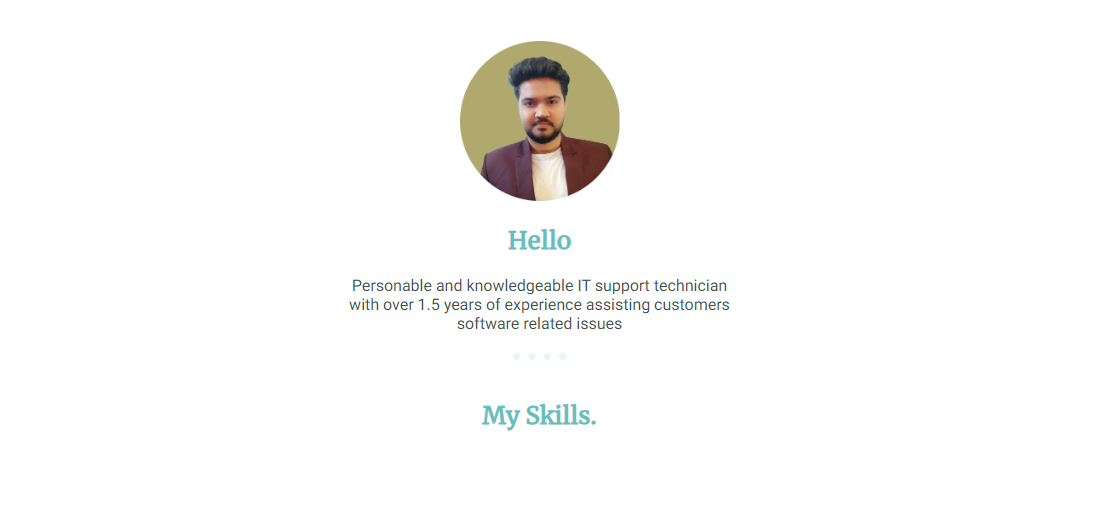 Hello
Personable and knowledgeable IT support technician
with over 1.5 years of experience assisting customers
software related issues
My Skills.